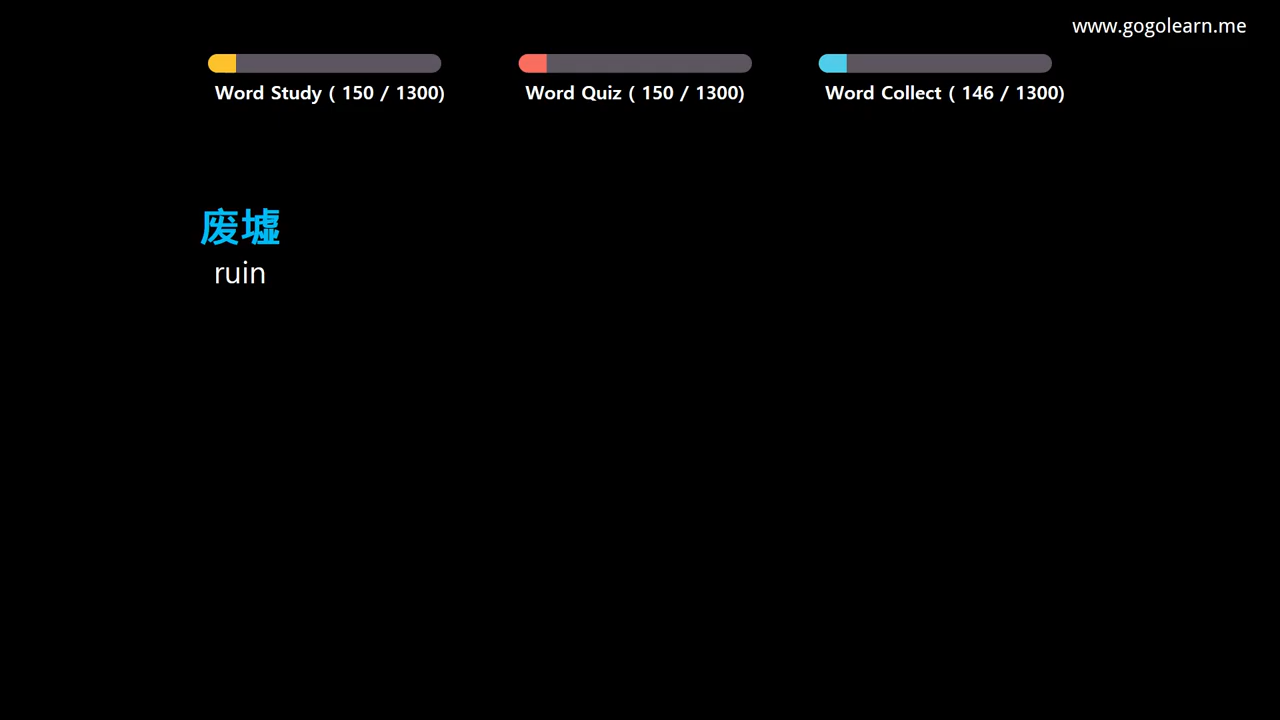 www.gogolearn.me
Word Study ( 150 / 1300)
Word Quiz ( 150 / 1300)
Word Collect ( 146 / 1300)
废墟
ruin